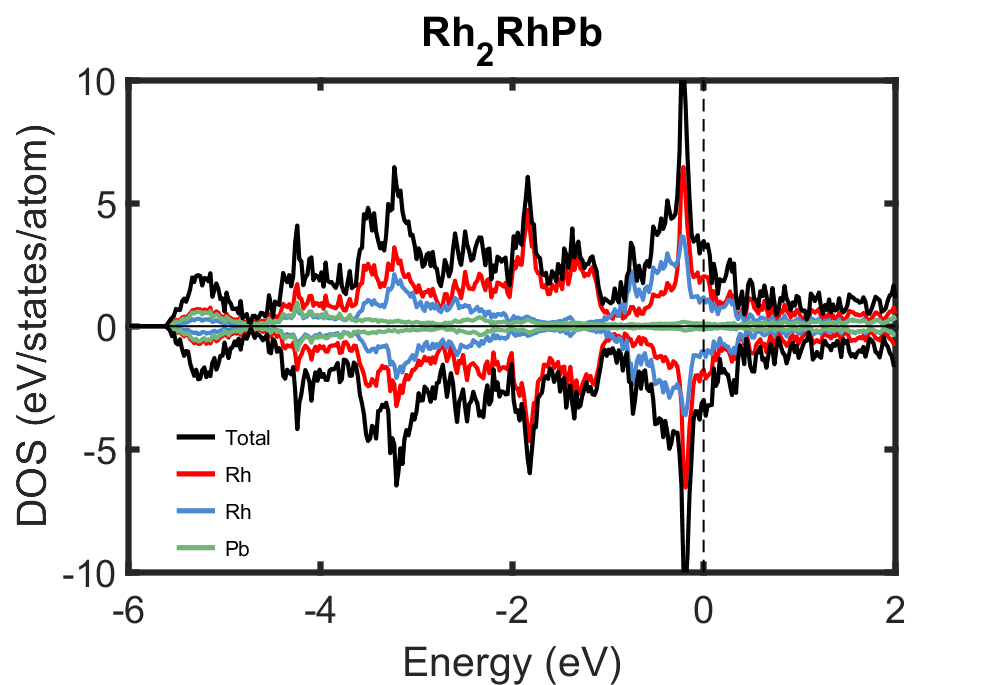 Rh2RhPb
DOS (eV/states/atom)
10
5
0
-5
-10
Total
Rh
Rh
Pb
-6 -4 -2 0 2
Energy (eV)